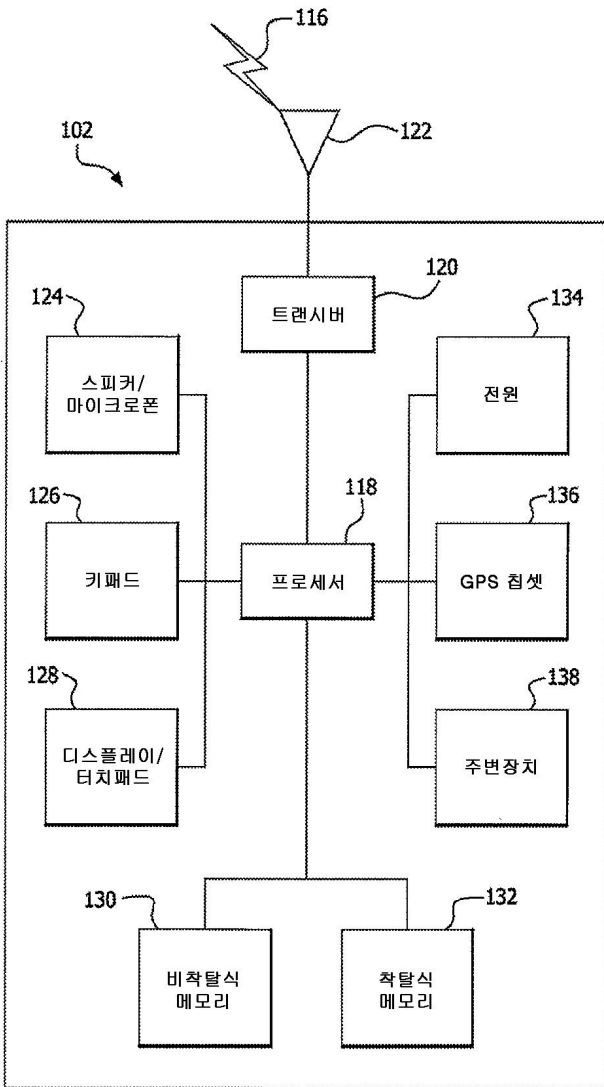 116
122
102
120
트랜시버
124
스피커/
마이크로폰
134
전원
126
키패드
118
프로세서
136
GPS 칩셋
128
디스플레이/
터치패드
138
주변장치
130
비착탈식
메모리
132
착탈식
메모리